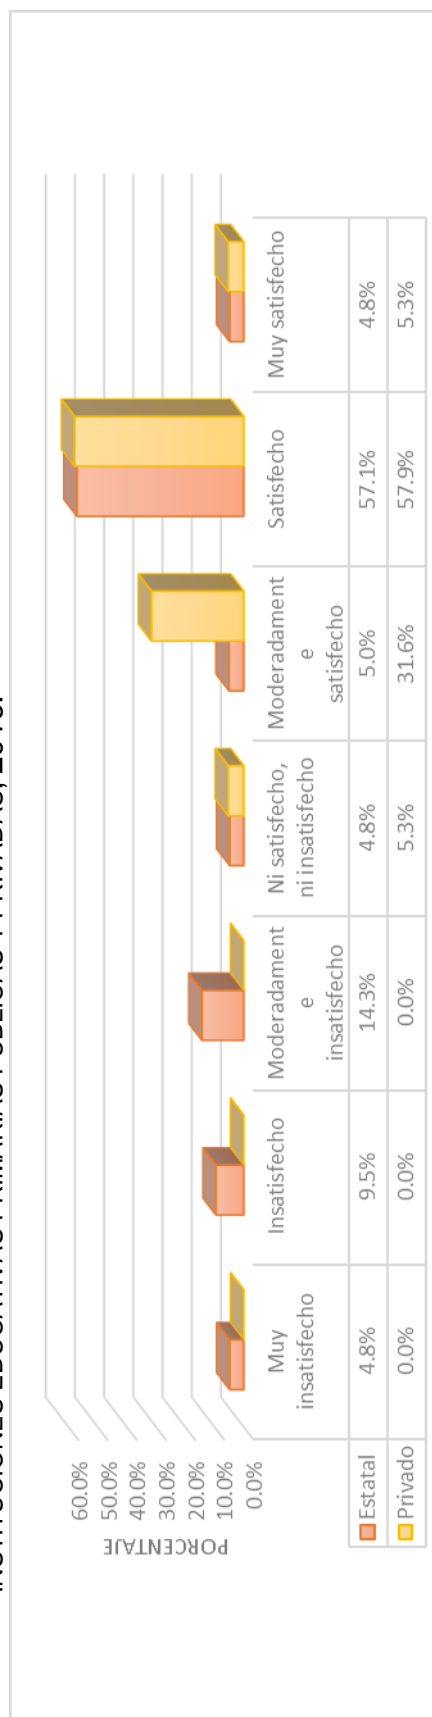 60.0%
50.0%
40.0%
30.0%
20.0%
10.0%
0.0%
PORCENTAJE
Muy
insatisfecho
Insatisfecho
Moderadament
e
insatisfecho
Ni satisfecho,
ni insatisfecho
Moderadament
e
satisfecho
Satisfecho
Muy satisfecho
Estatal 4.8% 9.5% 14.3% 4.8% 5.0% 57.1% 4.8%
Privado 0.0% 0.0% 0.0% 5.3% 31.6% 57.9% 5.3%